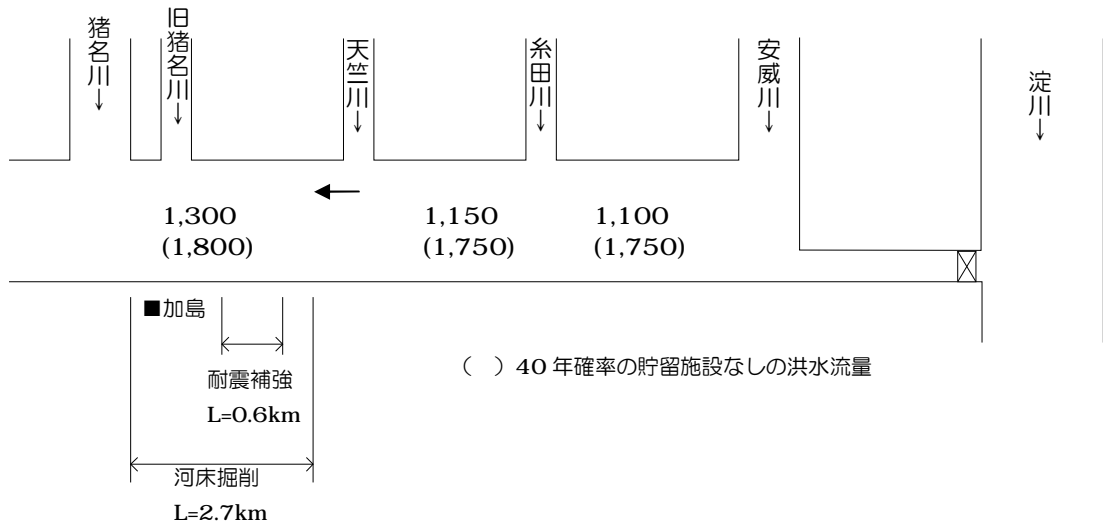 猪名川→
旧猪名川→
天竺川→
糸田川→
安威川→
淀川→
1,300
(1,800)
1,150
(1,750)
1,100
(1,750)
■加島
耐震補強
L=0.6km
河床掘削
L=2.7km
( )40年確率の貯留施設なしの洪水流量